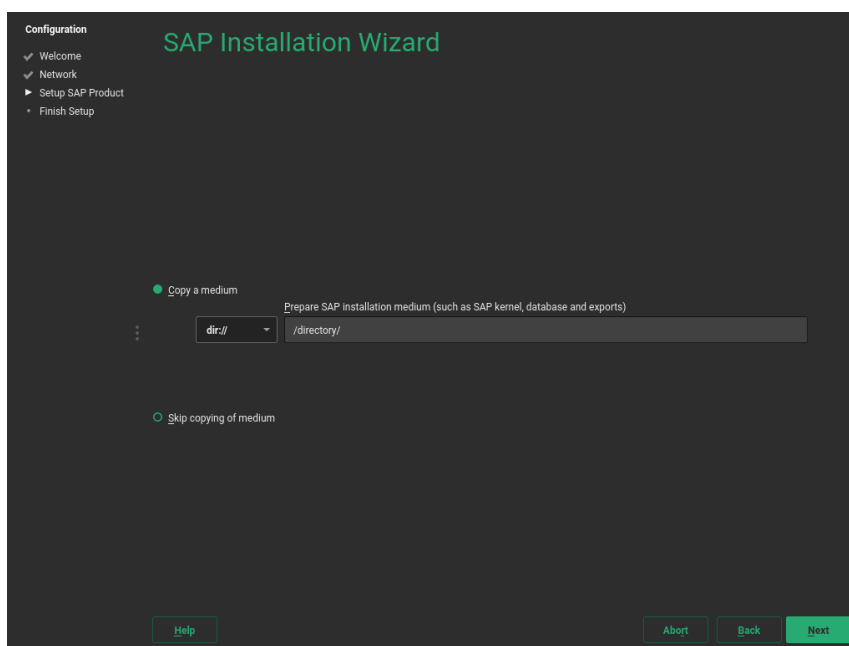 Configuration
Welcome
Network
Setup SAP Product
Finish Setup
SAP Installation Wizard
Copy a medium
Prepare SAP installation medium (such as SAP kernel, database and exports)
dir:// /directory/
Skip copying of medium
Help Abort Back Next